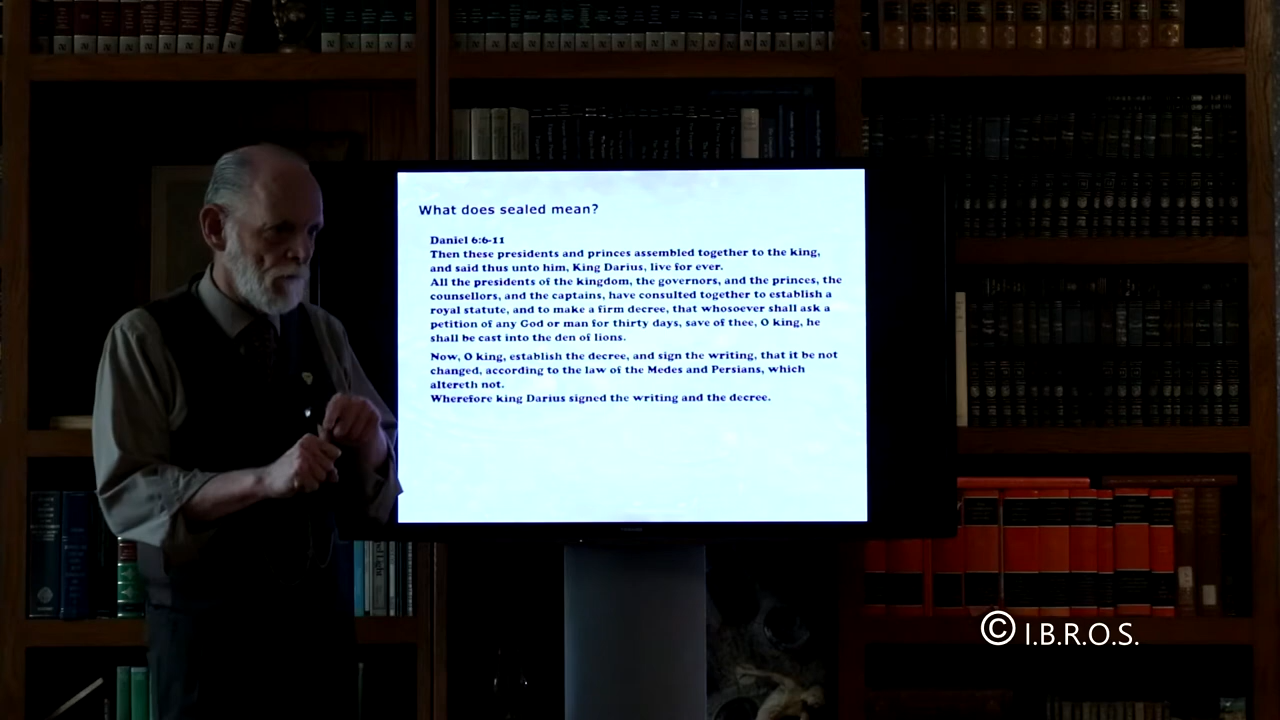 What does sealed mean?
Daniel 6:6-11
Then these presidents and princes assembled together to the king,
and said thus unto him, King Darius, live for ever.
All the presidents of the kingdom, the governors, and the princes, the
counsellors, and the captains, have consulted together to establish a
royal statute, and to make a firm decree, that whosoever shall ask a
petition of any God or man for thirty days, save of thee, O king, he
shall be cast into the den of lions.
Now, O king, establish the decree, and sign the writing, that it be not
changed, according to the law of the Medes and Persians, which
altereth not.
Wherefore king Darius signed the writing and the decree.
© I.B.R.O.S.